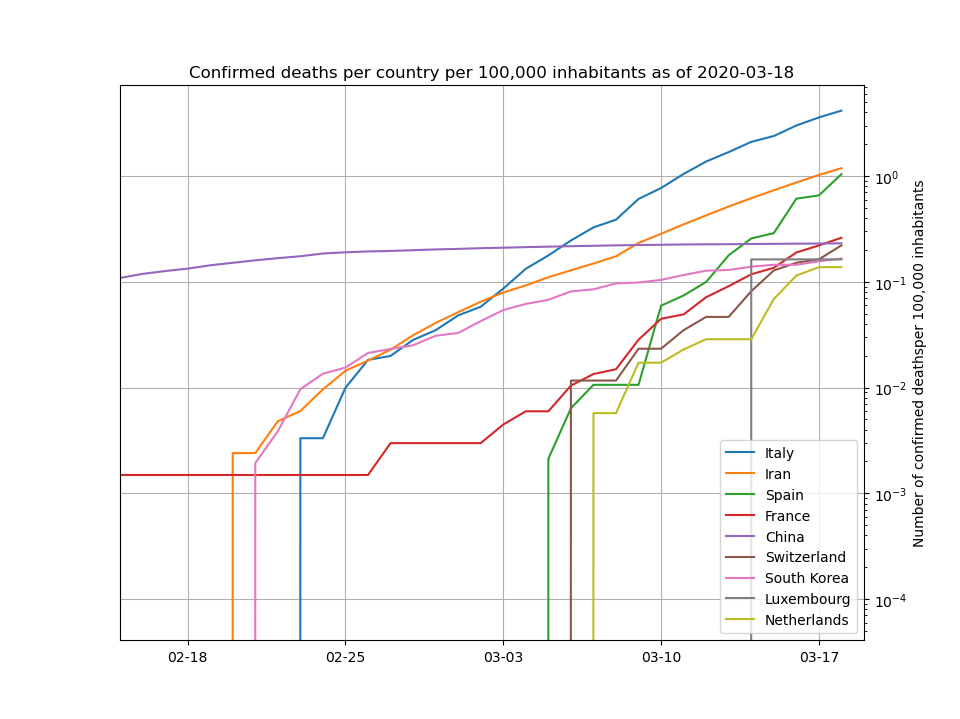 Confirmed deaths per country per 100,000 inhabitants as of 2020-03-18
10⁰
10⁻¹
10⁻²
10⁻³
10⁻⁴
Number of confirmed deathsper 100,000 inhabitants
Italy
Iran
Spain
France
China
Switzerland
South Korea
Luxembourg
Netherlands
02-18 02-25 03-03 03-10 03-17